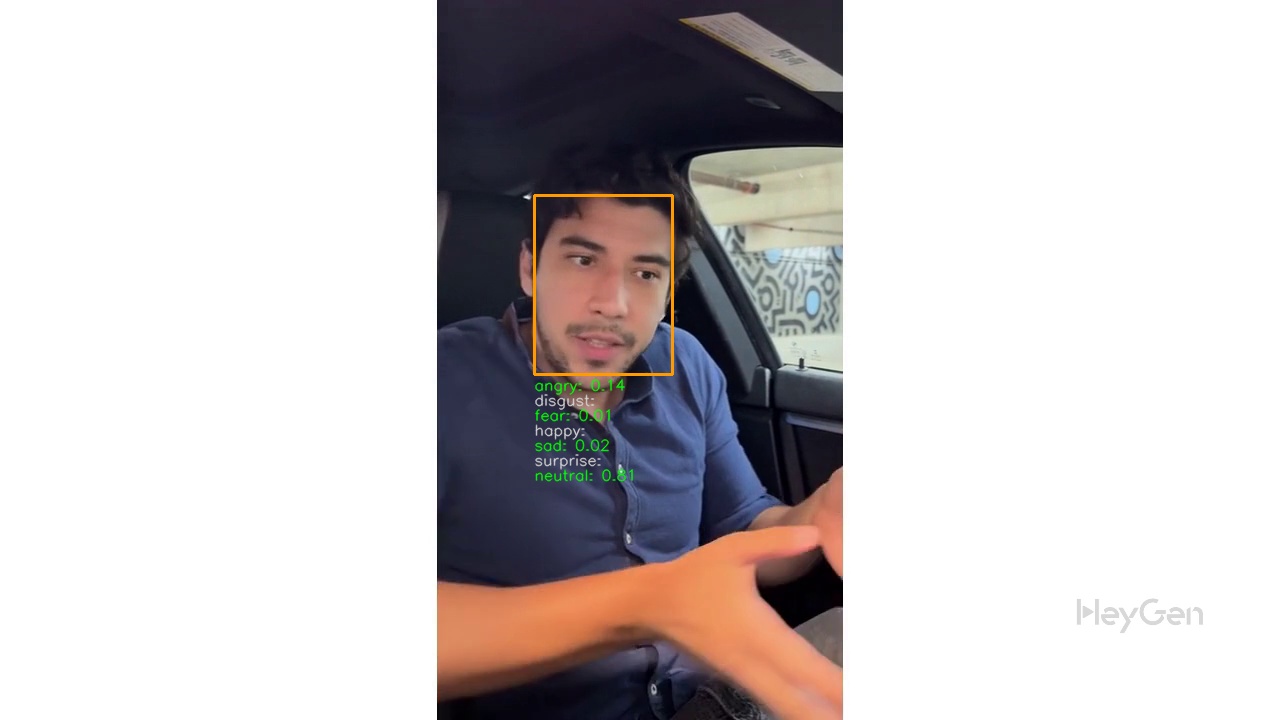 angry: 0.14
disgust:
fear: 0.01
happy:
sad: 0.02
surprise:
neutral: 0.81
HeyGen